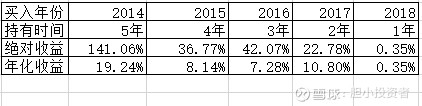 买入年份 2014 2015 2016 2017 2018
持有时间 5年 4年 3年 2年 1年
绝对收益 141.06% 36.77% 42.07% 22.78% 0.35%
年化收益 19.24% 8.14% 7.28% 10.80% 0.35%
雪球：胆小投资者